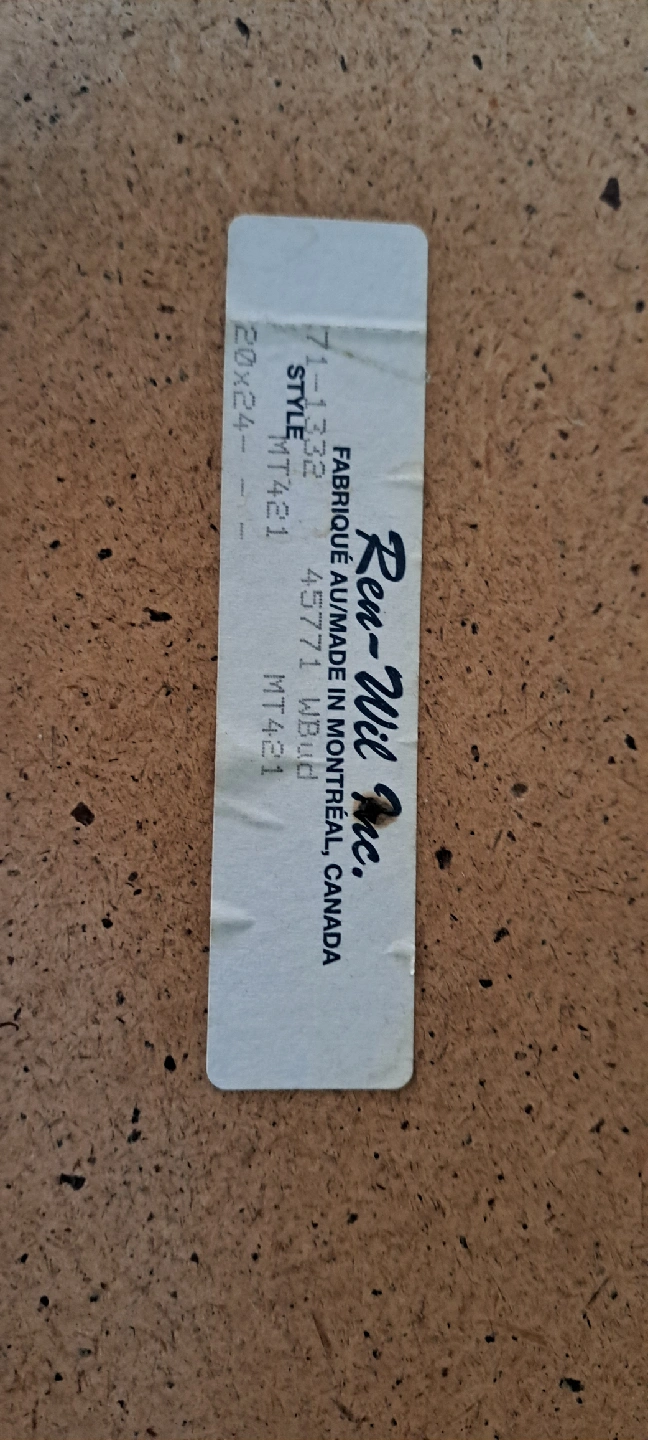 Ren-Wil Inc.
FABRIQUÉ AU/MADE IN MONTRÉAL, CANADA
71-1332 45771 WBud
STYLE MT421 MT421
20x24- - -